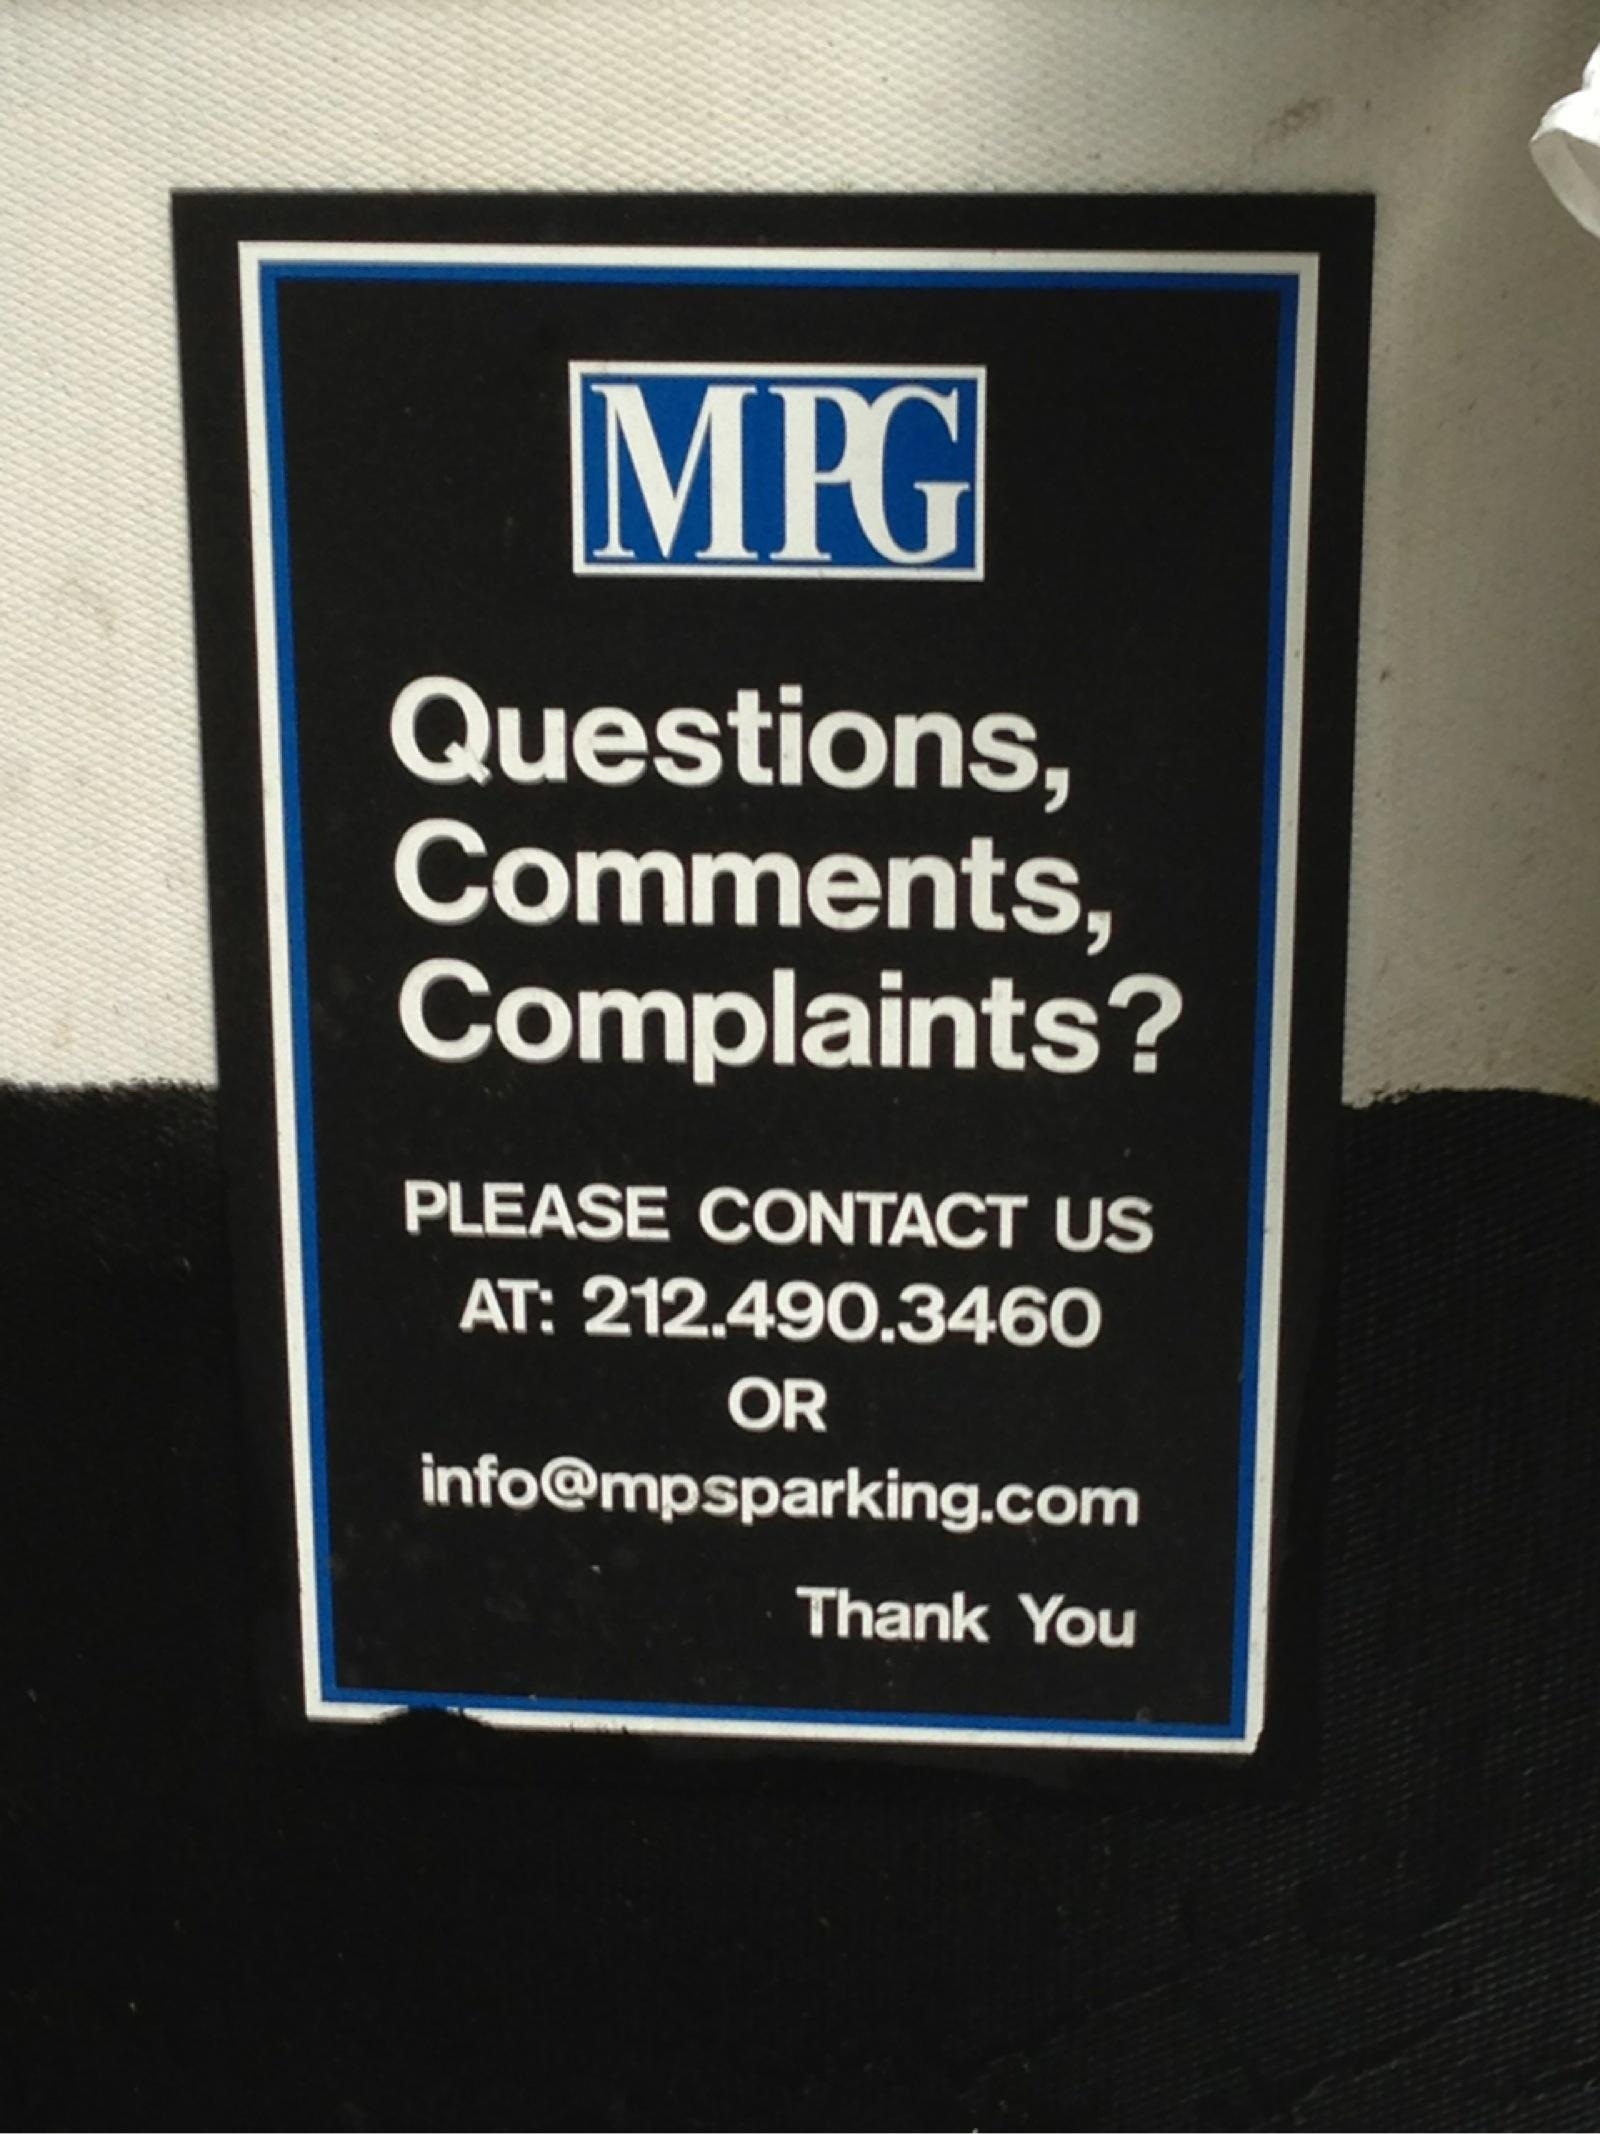 MPG
Questions,
Comments,
Complaints?
PLEASE CONTACT US
AT: 212.490.3460
OR
info@mpsparking.com
Thank You